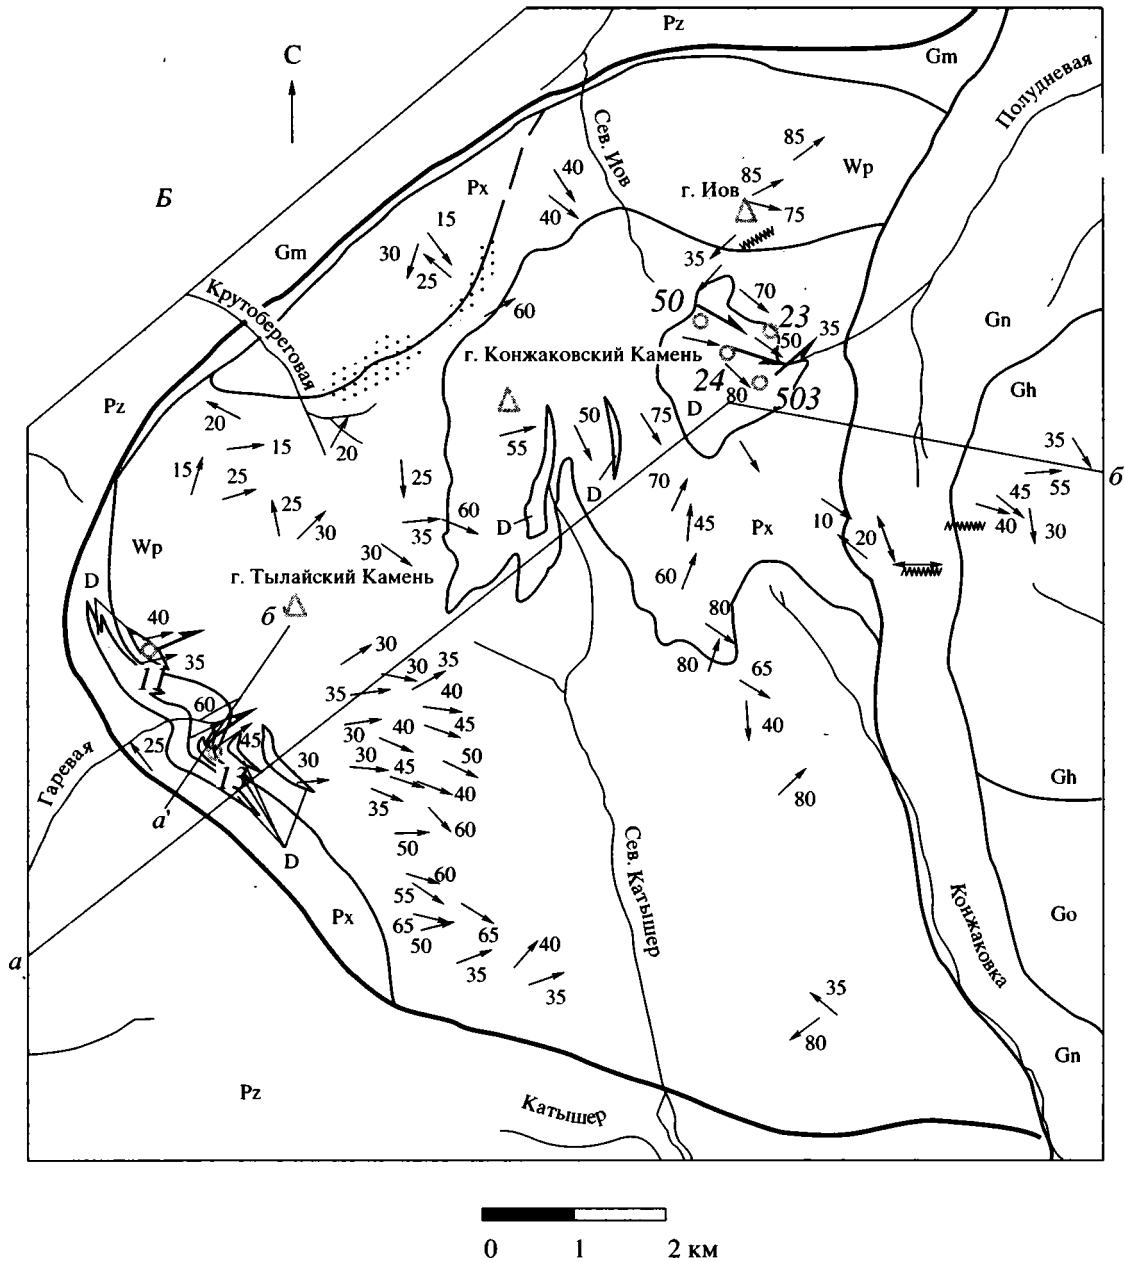 С
Б
Pz
Gm
Полудневая
Сев. Иов
85
85
Wp
40
Px
г. Иов
75
15
40
30
25
Gm
35
Крутобереговая
60
50
70
23
35
50
Gn
г. Конжаковский Камень
24
503
80
D
Gh
Pz
20
15
20
50
75
55
35
б
55
15
25
25
25
70
D
45
40
30
60
D
45
Px
10
20
30
35
30
60
Wp
D
г. Тылайский Камень
б
80
40
35
11
30
30
35
80
65
60
35
40
40
25
45
30
30
40
45
30
45
50
Гаревая
13
35
40
80
Gh
а'
60
50
D
60
55
Px
65
65
50
40
35
35
Сев. Катышер
Go
Конжаковка
а
35
80
Gn
Pz
Катышер
0 1 2 км